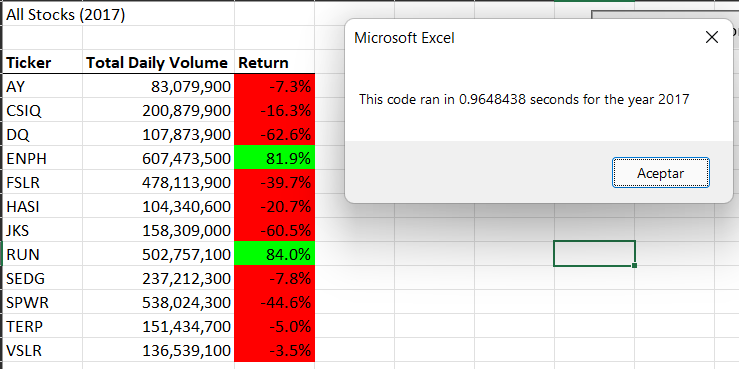 All Stocks (2017)
Microsoft Excel
This code ran in 0.9648438 seconds for the year 2017
Aceptar
Ticker Total Daily Volume Return
AY 83,079,900 -7.3%
CSIQ 200,879,900 -16.3%
DQ 107,873,900 -62.6%
ENPH 607,473,500 81.9%
FSLR 478,113,900 -39.7%
HASI 104,340,600 -20.7%
JKS 158,309,000 -60.5%
RUN 502,757,100 84.0%
SEDG 237,212,300 -7.8%
SPWR 538,024,300 -44.6%
TERP 151,434,700 -5.0%
VSLR 136,539,100 -3.5%